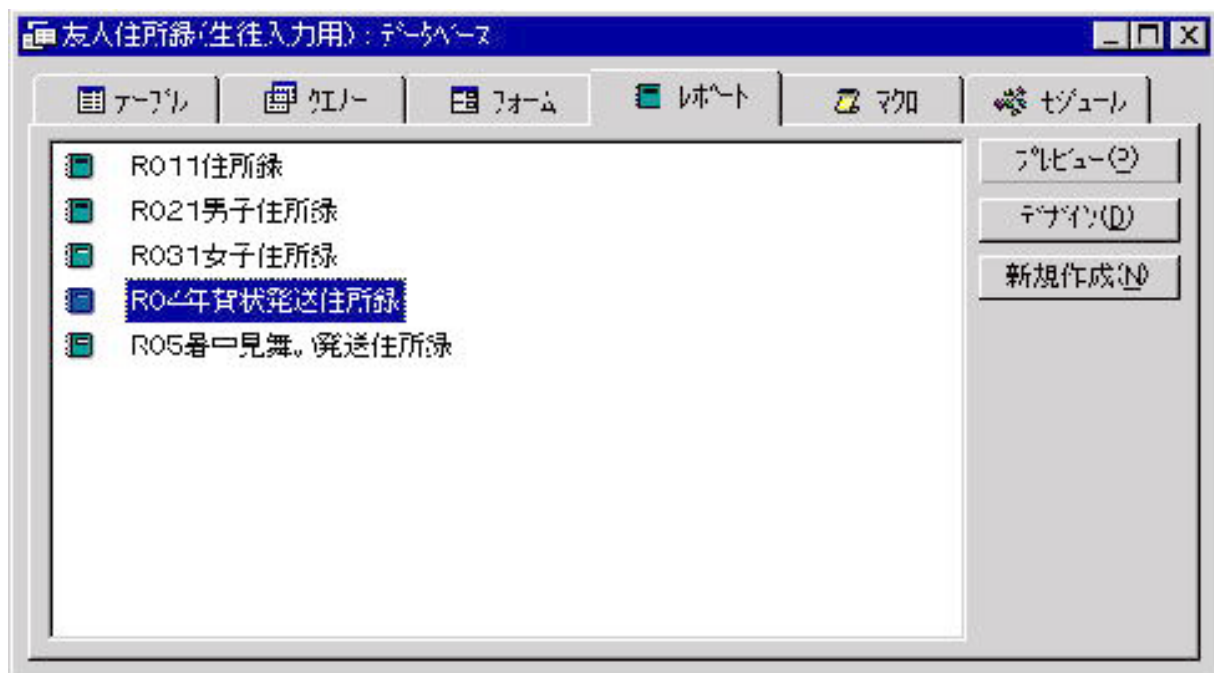 友人住所録(生徒入力用) : データベース
テーブル クエリー フォーム レポート マクロ モジュール
R011住所録
R021男子住所録
R031女子住所録
R04年賀状発送住所録
R05暑中見舞い発送住所録
プレビュー(P)
デザイン(D)
新規作成(N)